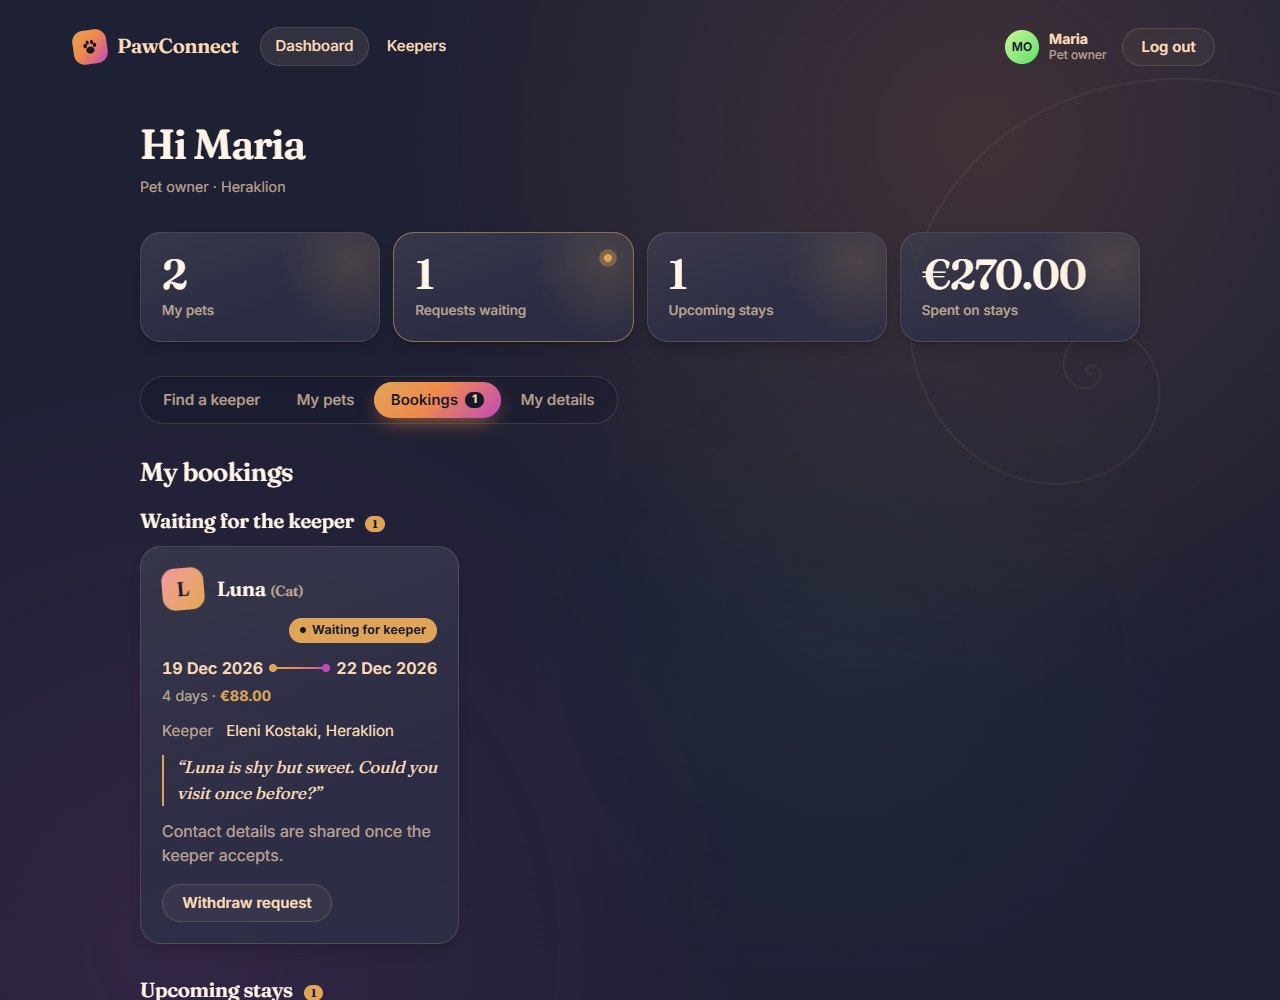 PawConnect
Dashboard
Keepers
MO
Maria
Pet owner
Log out
Hi Maria
Pet owner · Heraklion
2
My pets
1
Requests waiting
1
Upcoming stays
€270.00
Spent on stays
Find a keeper
My pets
Bookings 1
My details
My bookings
Waiting for the keeper 1
L
Luna (Cat)
Waiting for keeper
19 Dec 2026
22 Dec 2026
4 days · €88.00
Keeper Eleni Kostaki, Heraklion
“Luna is shy but sweet. Could you
visit once before?”
Contact details are shared once the
keeper accepts.
Withdraw request
Upcoming stays 1